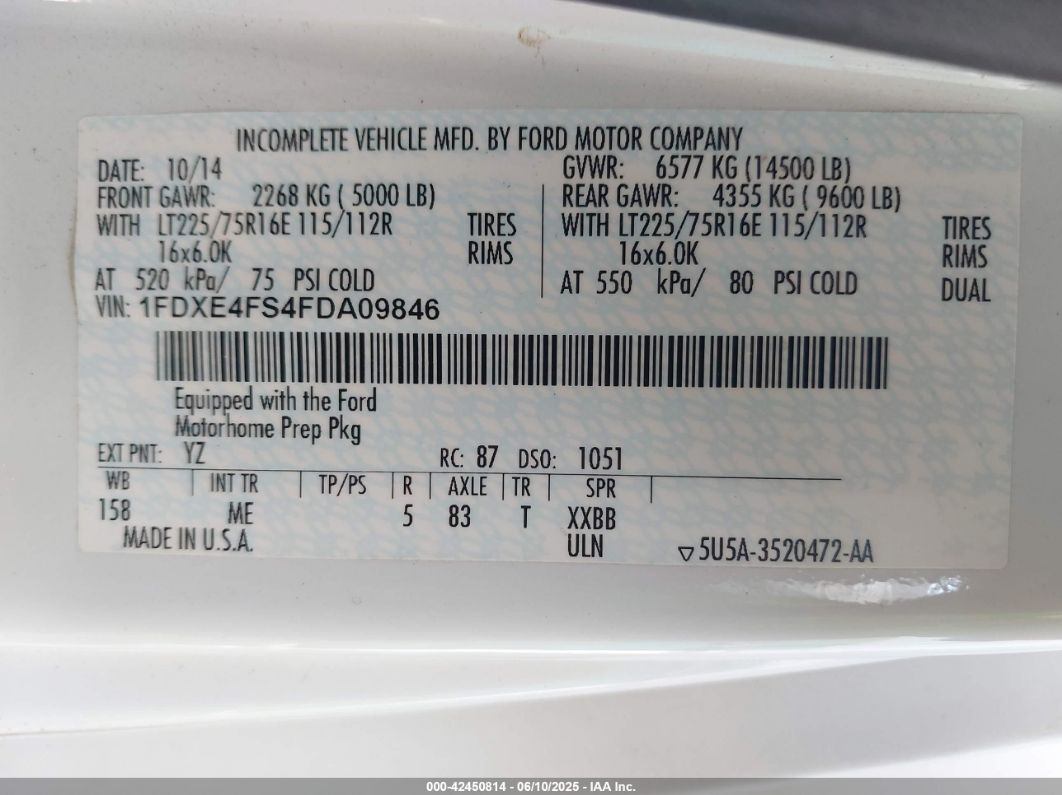 INCOMPLETE VEHICLE MFD. BY FORD MOTOR COMPANY
DATE: 10/14 GVWR: 6577 KG (14500 LB)
FRONT GAWR: 2268 KG ( 5000 LB) REAR GAWR: 4355 KG ( 9600 LB)
WITH LT225/75R16E 115/112R TIRES WITH LT225/75R16E 115/112R TIRES
16x6.0K RIMS 16x6.0K RIMS
AT 520 kPa/ 75 PSI COLD AT 550 kPa/ 80 PSI COLD DUAL
VIN: 1FDXE4FS4FDA09846
Equipped with the Ford
Motorhome Prep Pkg
EXT PNT: YZ RC: 87 DSO: 1051
WB INT TR TP/PS R AXLE TR SPR
158 ME 5 83 T XXBB
MADE IN U.S.A. ULN ▽5U5A-3520472-AA
000-42450814 - 06/10/2025 - IAA Inc.